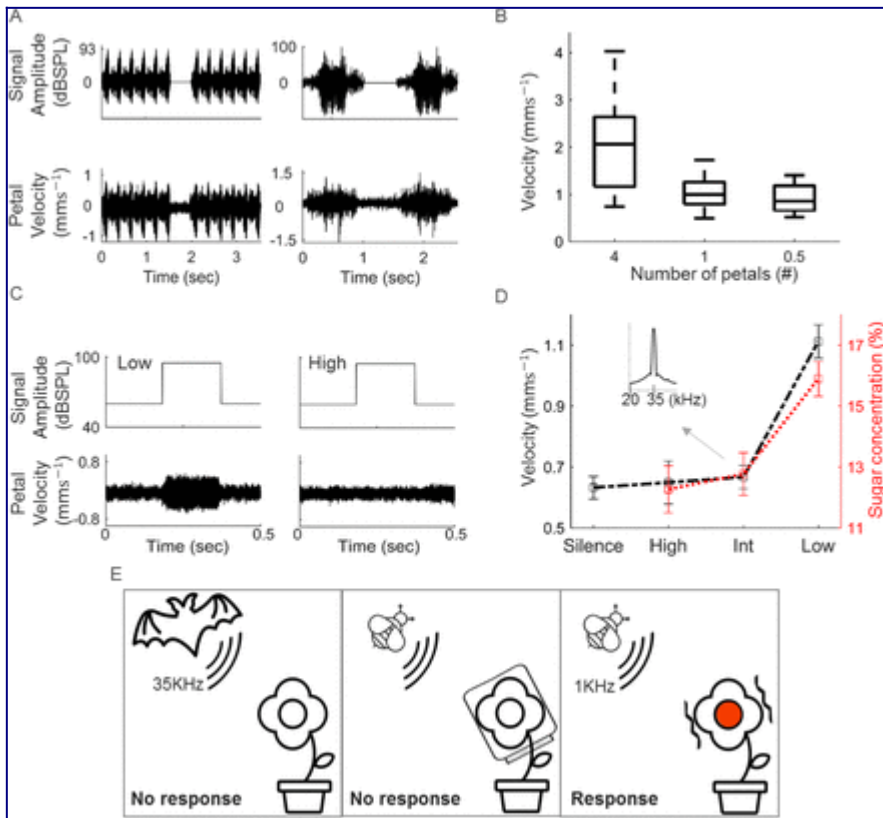 A
Signal
Amplitude
(dBSPL)
93
0
100
0
Petal
Velocity
(mms⁻¹)
1
0
-1
1.5
0
-1.5
0 1 2 3
Time (sec)
0 1 2
Time (sec)
B
Velocity (mms⁻¹)
4
3
2
1
0
4 1 0.5
Number of petals (#)
C
Signal
Amplitude
(dBSPL)
100
40
Low
High
Petal
Velocity
(mms⁻¹)
0.8
-0.8
0 0.5
Time (sec)
0.5
Time (sec)
D
Velocity (mms⁻¹)
1.1
0.9
0.7
0.5
20 35 (kHz)
Sugar concentration (%)
17
16
15
13
12
11
Silence High Int Low
E
35KHz
No response
No response
1KHz
Response